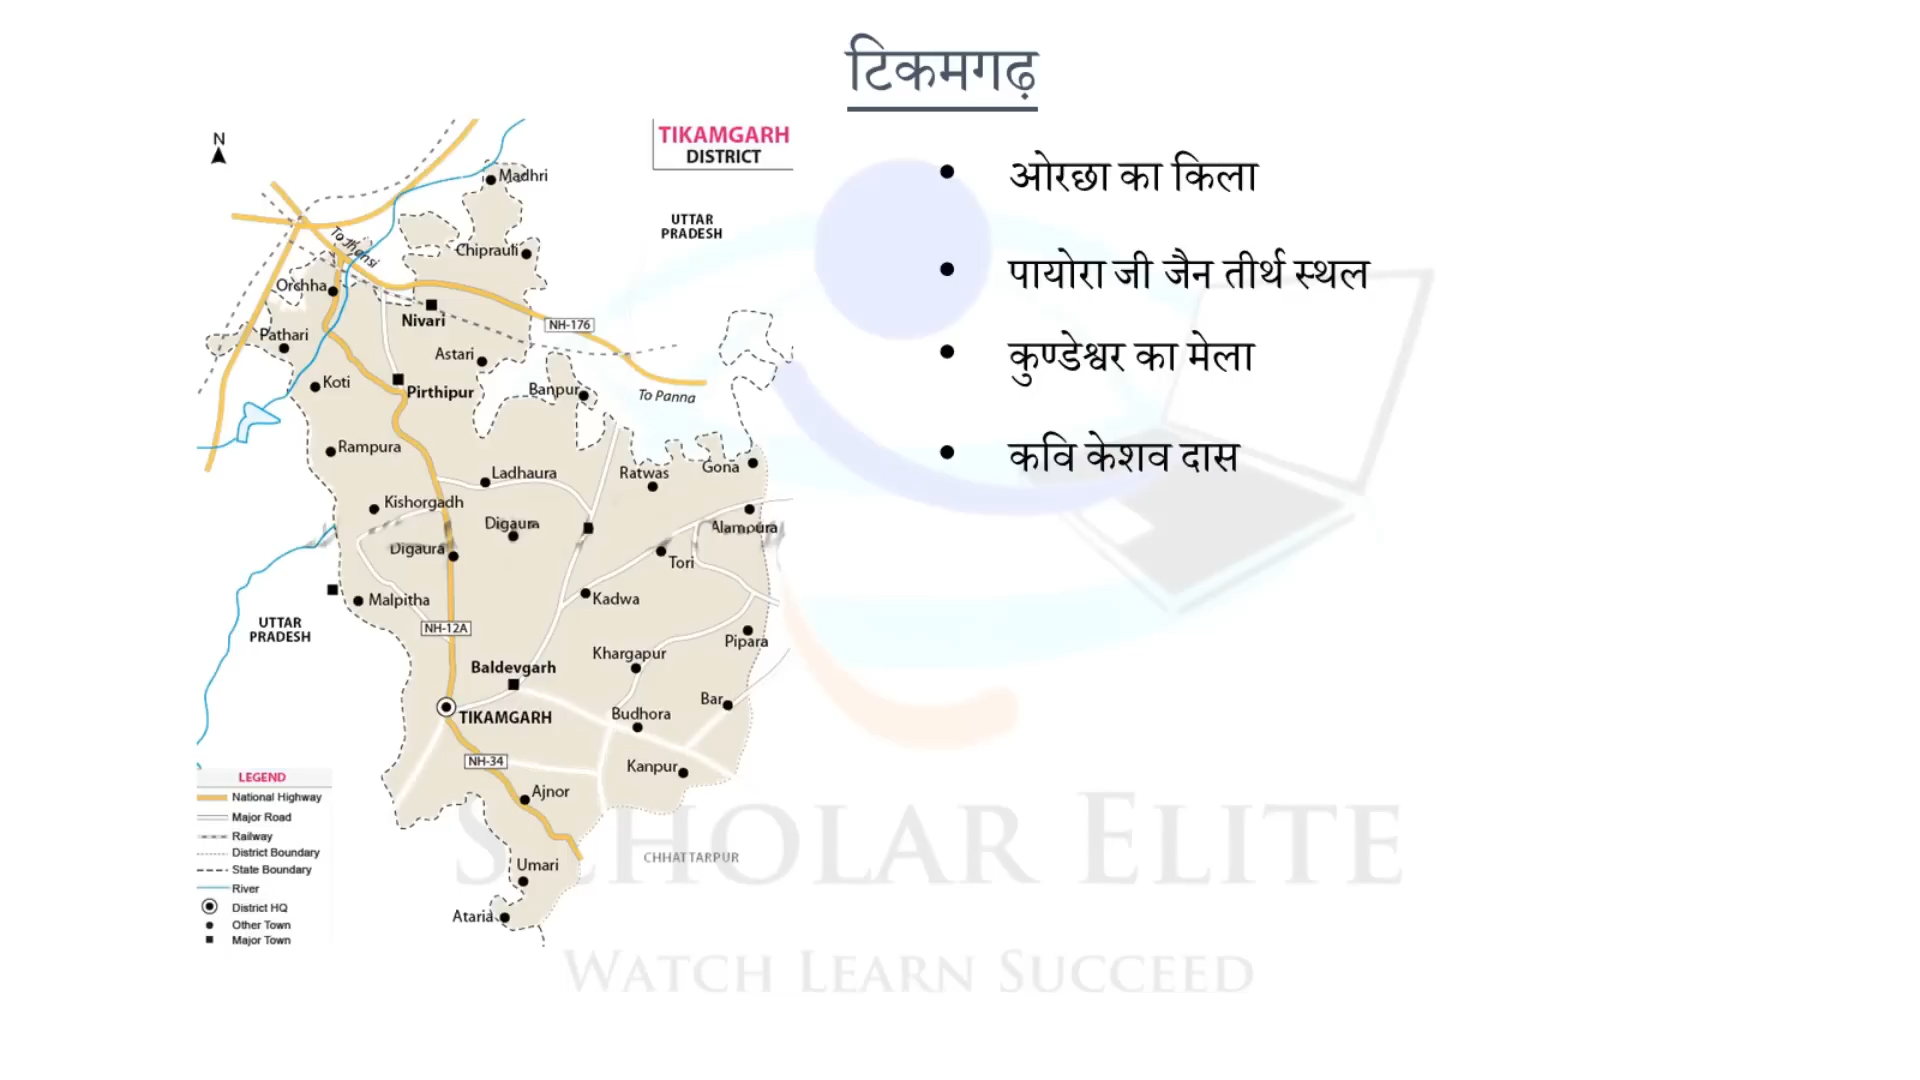 टिकमगढ़
ओरछा का किला
पायोरा जी जैन तीर्थ स्थल
कुण्डेश्वर का मेला
कवि केशव दास
N
TIKAMGARH
DISTRICT
Madhri
UTTAR
PRADESH
To Jhansi
Chiprauli
Orchha
Nivari
NH-176
Pathari
Astari
Koti
Pirthipur
Banpur
To Panna
Rampura
Ladhaura
Ratwas
Gona
Kishorgadh
Digaura
Alampura
Digaura
Tori
Malpitha
Kadwa
UTTAR
PRADESH
NH-12A
Pipara
Khargapur
Baldevgarh
Bar
TIKAMGARH
Budhora
NH-34
Kanpur
Ajnor
CHHATTARPUR
Umari
Ataria
LEGEND
National Highway
Major Road
Railway
District Boundary
State Boundary
River
District HQ
Other Town
Major Town
SCHOLAR ELITE
WATCH LEARN SUCCEED